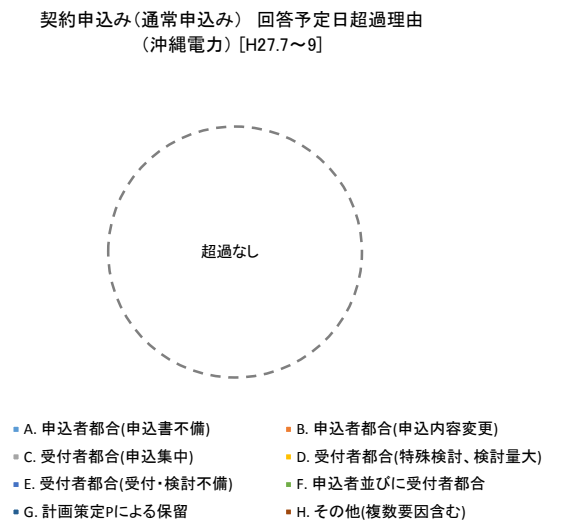 契約申込み（通常申込み）　回答予定日超過理由
（沖縄電力）［H27.7～9］
超過なし
A. 申込者都合(申込書不備)
B. 申込者都合(申込内容変更)
C. 受付者都合(申込集中)
D. 受付者都合(特殊検討、検討量大)
E. 受付者都合(受付・検討不備)
F. 申込者並びに受付者都合
G. 計画策定Pによる保留
H. その他(複数要因含む)